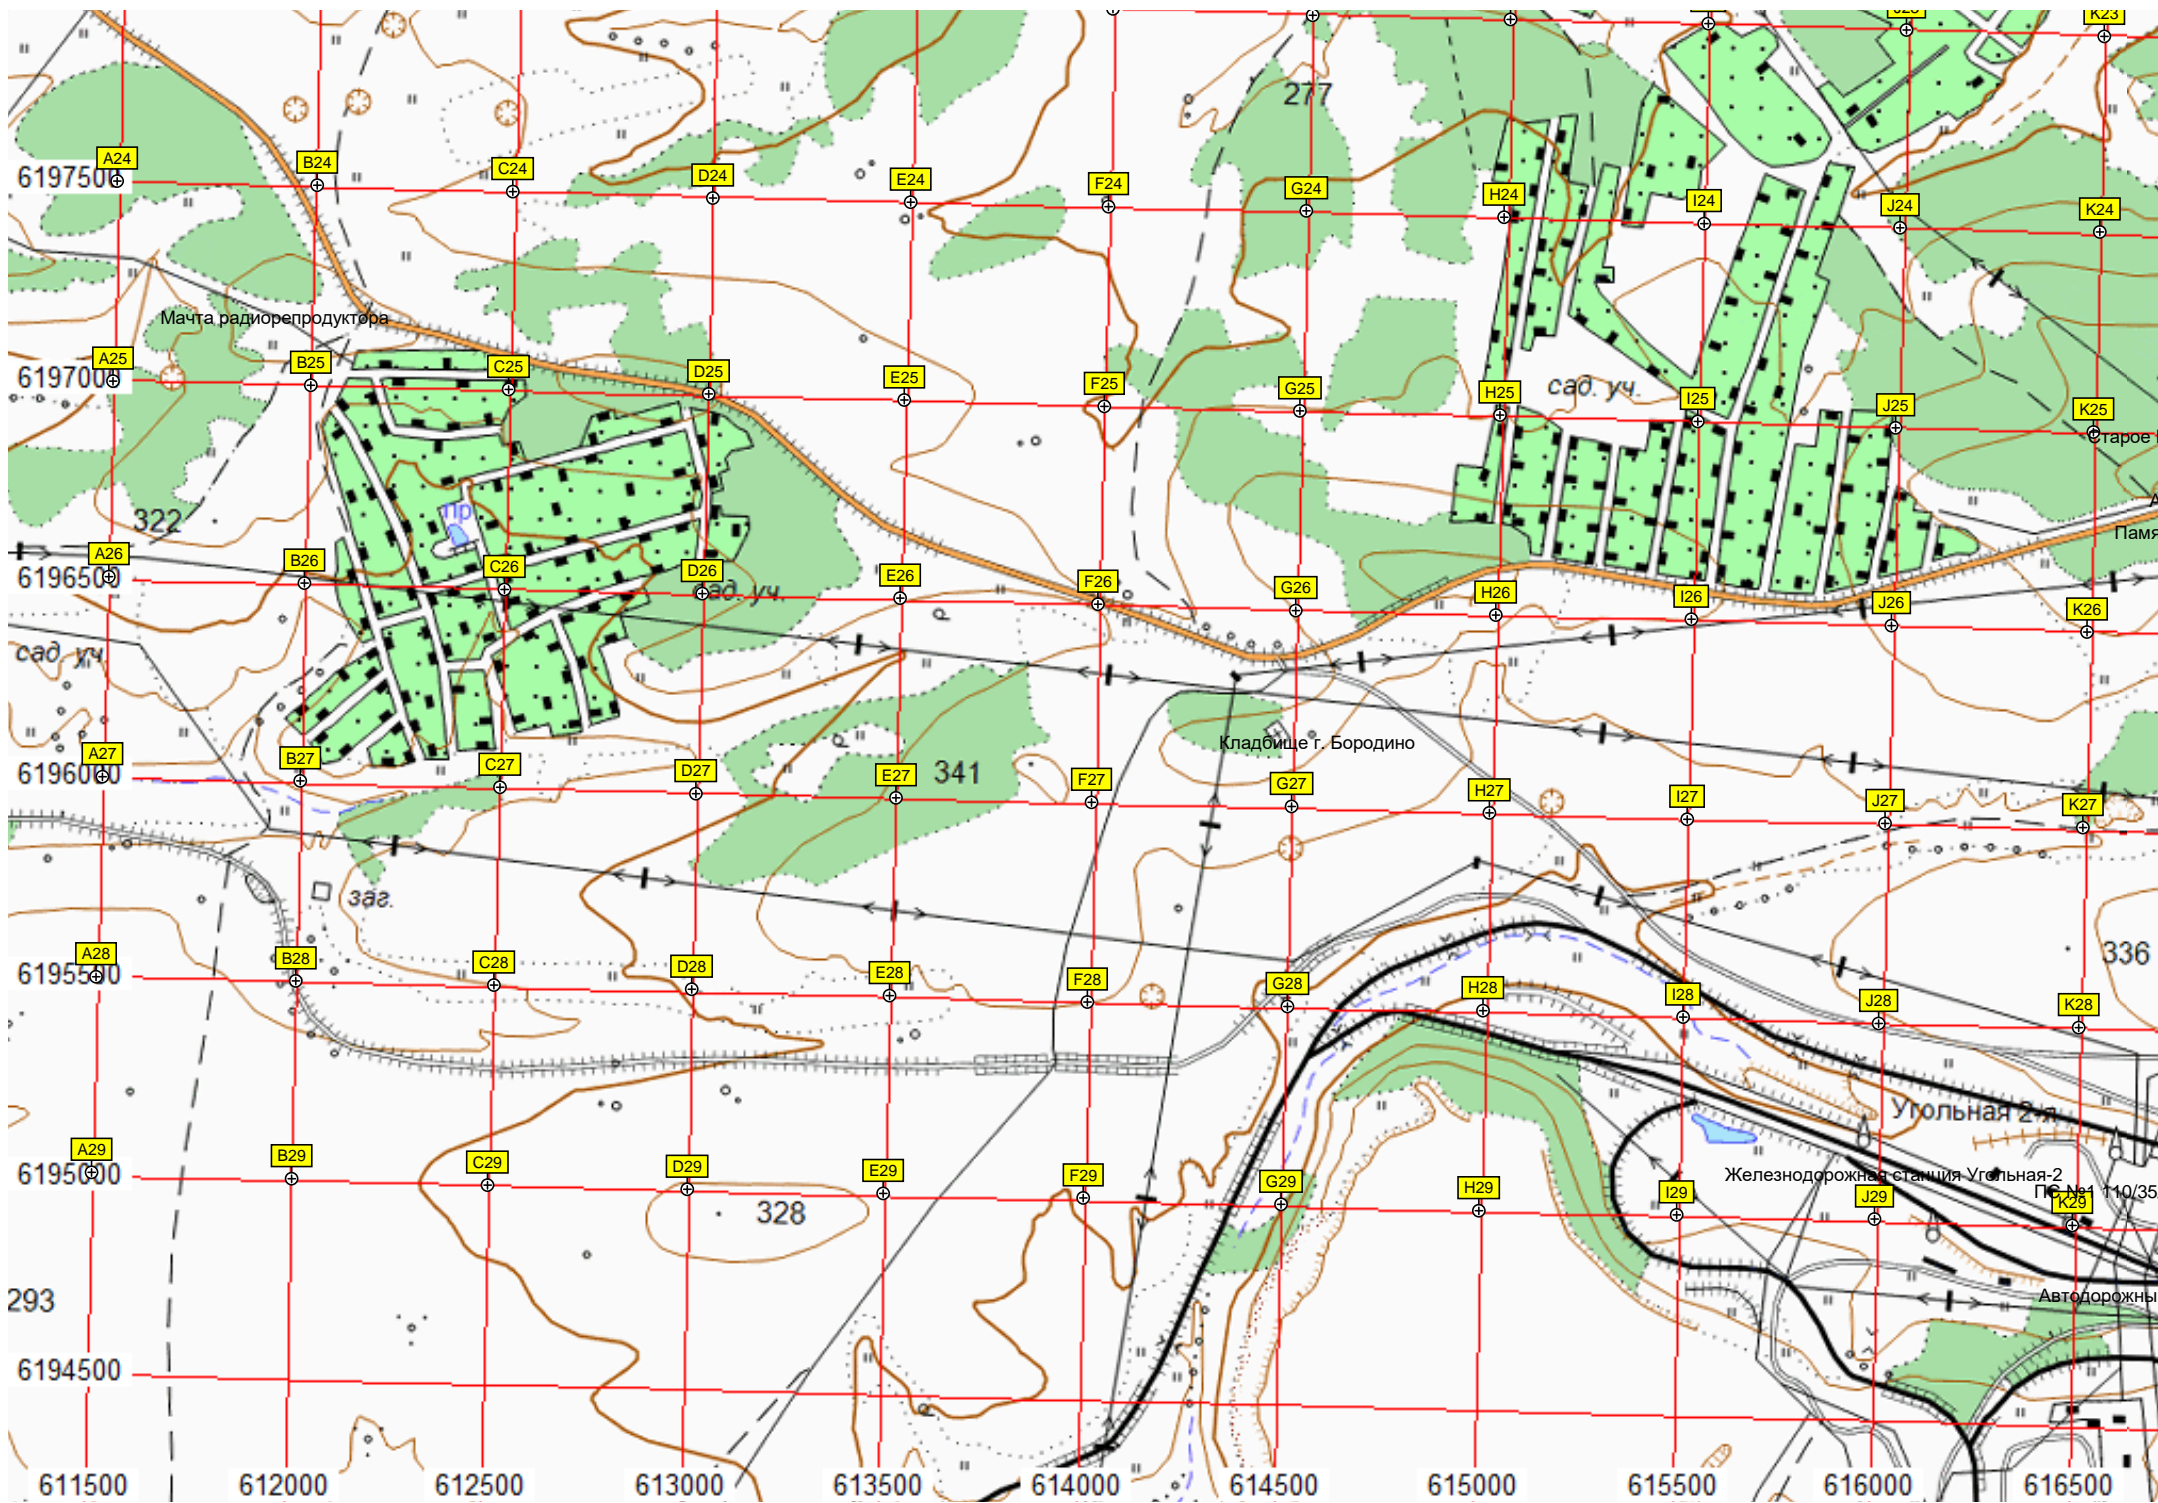 K23
277
A24 B24 C24 D24 E24 F24 G24 H24 I24 J24 K24
6197500
Мачта радиорепродуктора
A25 B25 C25 D25 E25 F25 G25 H25 I25 J25 K25
6197000
сад. уч.
Старое
322
пр
Памя
A26 B26 C26 D26 E26 F26 G26 H26 I26 J26 K26
6196500
сад. уч.
сад. уч.
Кладбище г. Бородино
A27 B27 C27 D27 E27 F27 G27 H27 I27 J27 K27
6196000
341
заг.
336
A28 B28 C28 D28 E28 F28 G28 H28 I28 J28 K28
6195500
Угольная 2-я
Железнодорожная станция Угольная-2
ПС №1 110/35
A29 B29 C29 D29 E29 F29 G29 H29 I29 J29 K29
6195000
328
293
Автодорожны
6194500
611500 612000 612500 613000 613500 614000 614500 615000 615500 616000 616500